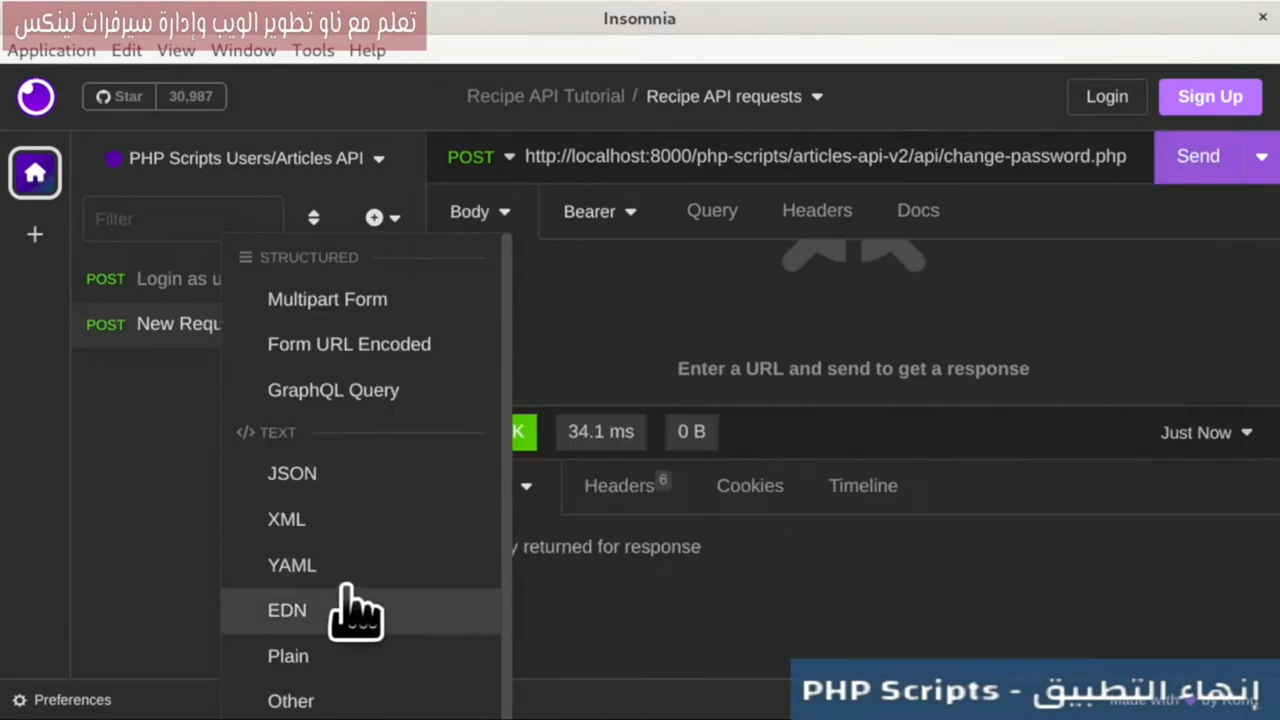 Insomnia
×
تعلم مع ناو تطوير الويب وإدارة سيرفرات لينكس
Application Edit View Window Tools Help
Star 30,987
Recipe API Tutorial / Recipe API requests
Login
Sign Up
PHP Scripts Users/Articles API
POST http://localhost:8000/php-scripts/articles-api-v2/api/change-password.php
Send
Filter
Body Bearer Query Headers Docs
STRUCTURED
POST Login as u
Multipart Form
POST New Requ
Form URL Encoded
GraphQL Query
Enter a URL and send to get a response
</> TEXT
K 34.1 ms 0 B
Just Now
JSON
Headers 6 Cookies Timeline
XML
y returned for response
YAML
EDN
Plain
Other
Preferences
إنهاء التطبيق - PHP Scripts
Made with by Kong